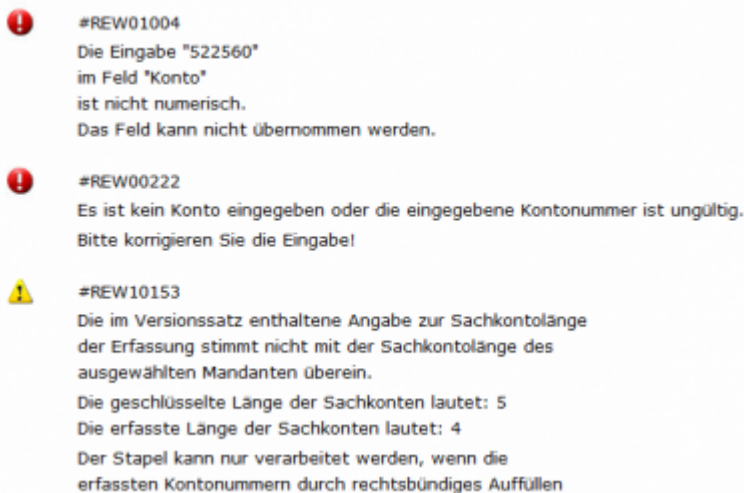 #REW01004
Die Eingabe "522560"
im Feld "Konto"
ist nicht numerisch.
Das Feld kann nicht übernommen werden.
#REW00222
Es ist kein Konto eingegeben oder die eingegebene Kontonummer ist ungültig.
Bitte korrigieren Sie die Eingabe!
#REW10153
Die im Versionssatz enthaltene Angabe zur Sachkontolänge
der Erfassung stimmt nicht mit der Sachkontolänge des
ausgewählten Mandanten überein.
Die geschlüsselte Länge der Sachkonten lautet: 5
Die erfasste Länge der Sachkonten lautet: 4
Der Stapel kann nur verarbeitet werden, wenn die
erfassten Kontonummern durch rechtsbündiges Auffüllen